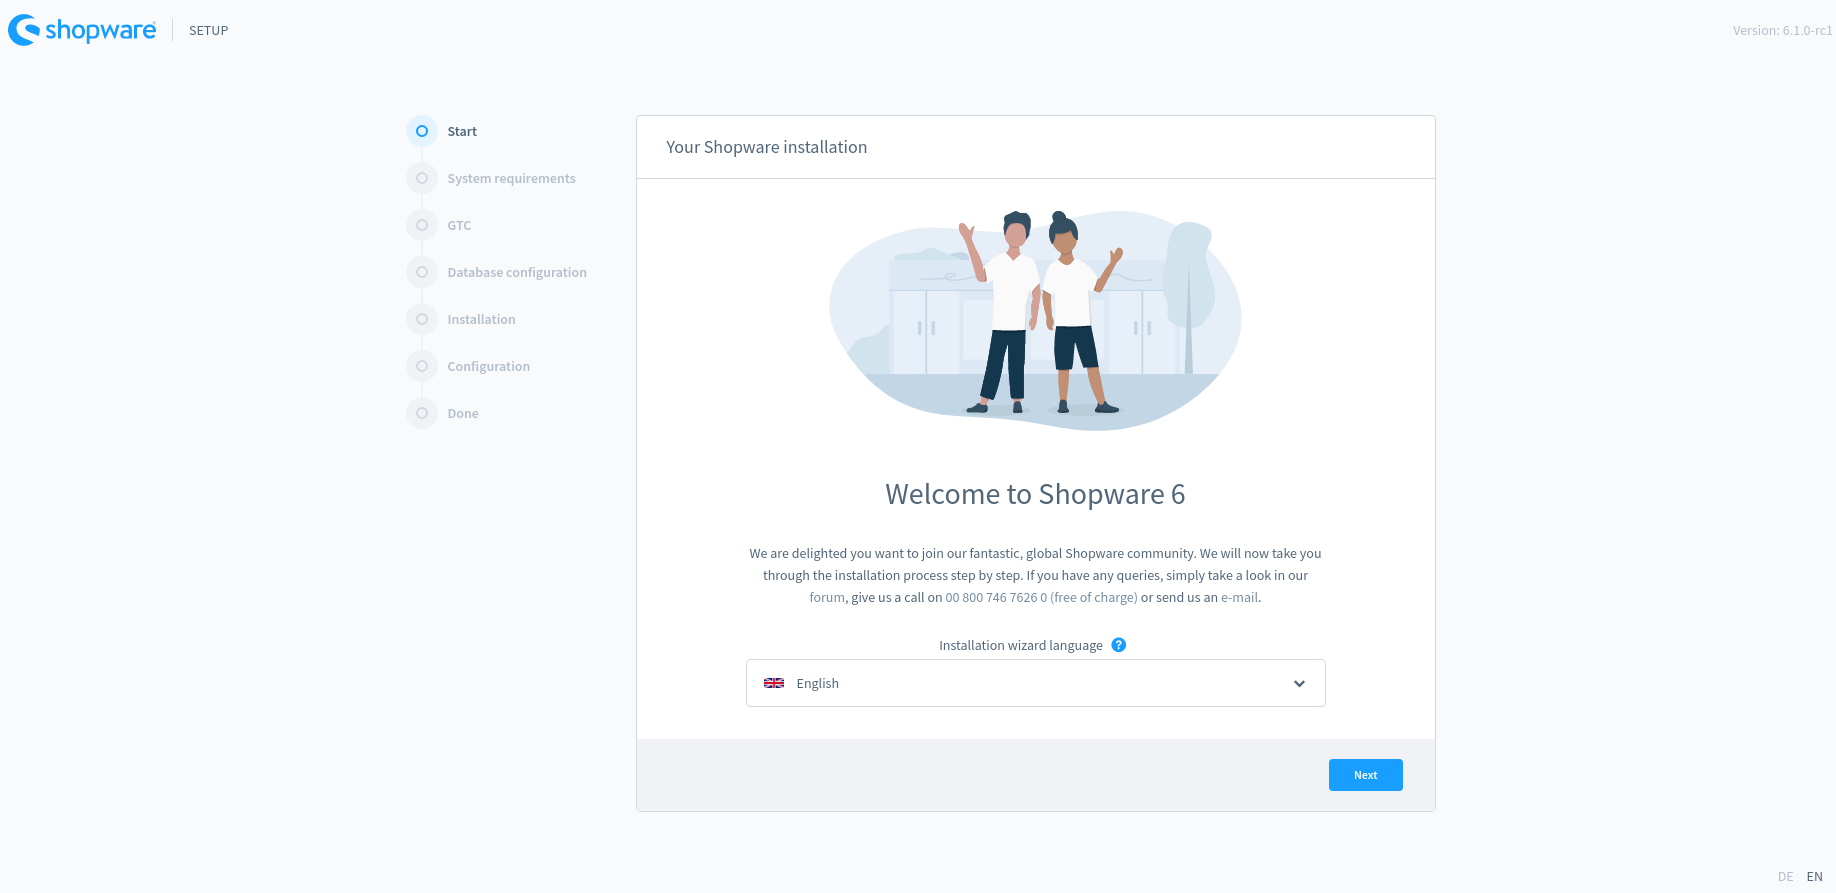 shopware
SETUP
Version: 6.1.0-rc1
Start
System requirements
GTC
Database configuration
Installation
Configuration
Done
Your Shopware installation
Welcome to Shopware 6
We are delighted you want to join our fantastic, global Shopware community. We will now take you
through the installation process step by step. If you have any queries, simply take a look in our
forum, give us a call on 00 800 746 7626 0 (free of charge) or send us an e-mail.
Installation wizard language ?
English
Next
DE EN